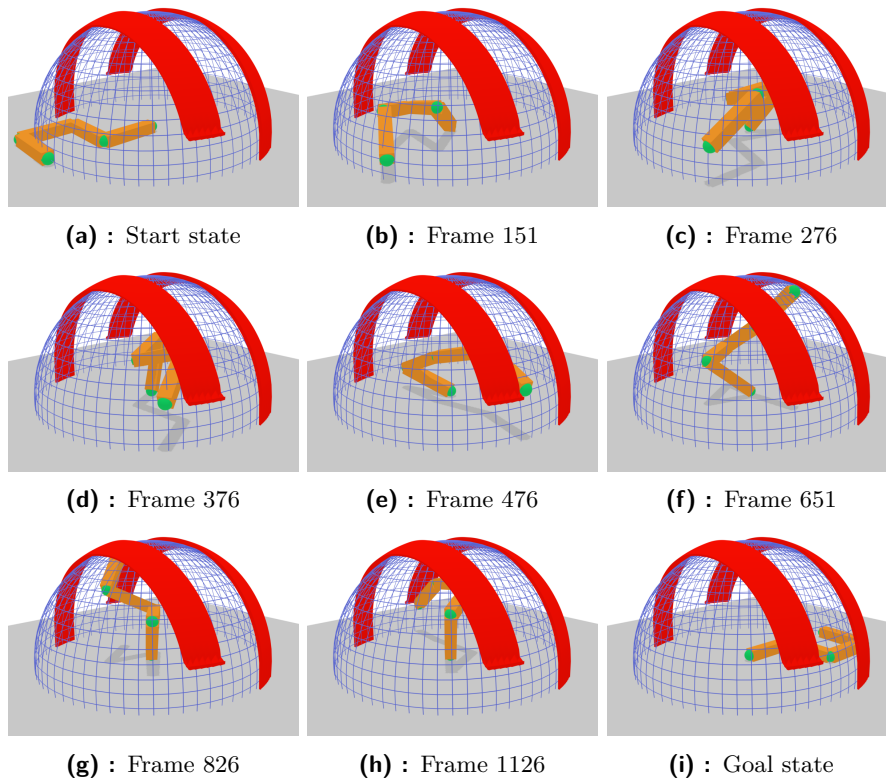 (a) : Start state
(b) : Frame 151
(c) : Frame 276
(d) : Frame 376
(e) : Frame 476
(f) : Frame 651
(g) : Frame 826
(h) : Frame 1126
(i) : Goal state